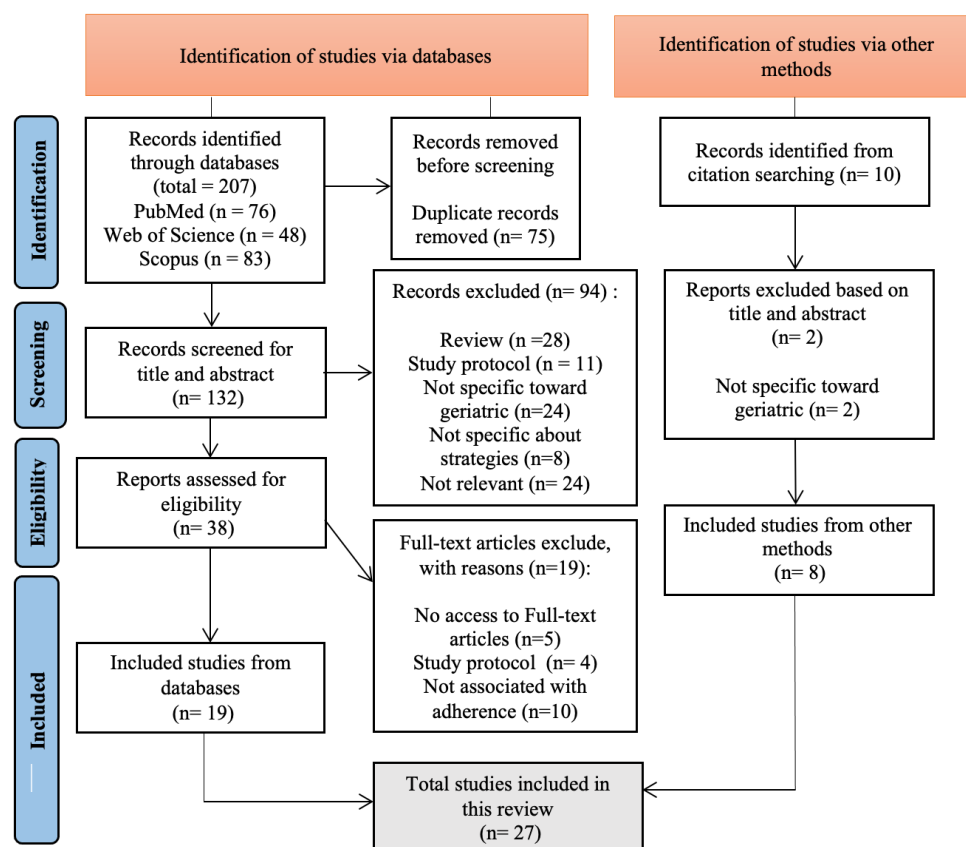 Identification of studies via databases
Identification of studies via other
methods
Identification
Records identified
through databases
(total = 207)
PubMed (n = 76)
Web of Science (n = 48)
Scopus (n = 83)
Records removed
before screening
Duplicate records
removed (n= 75)
Records identified from
citation searching (n= 10)
Screening
Records screened for
title and abstract
(n= 132)
Records excluded (n= 94) :
Review (n =28)
Study protocol (n = 11)
Not specific toward
geriatric (n=24)
Not specific about
strategies (n=8)
Not relevant (n= 24)
Reports excluded based on
title and abstract
(n= 2)
Not specific toward
geriatric (n= 2)
Eligibility
Reports assessed for
eligibility
(n= 38)
Full-text articles exclude,
with reasons (n=19):
No access to Full-text
articles (n=5)
Study protocol (n= 4)
Not associated with
adherence (n=10)
Included studies from other
methods
(n= 8)
Included
Included studies from
databases
(n= 19)
Total studies included in
this review
(n= 27)